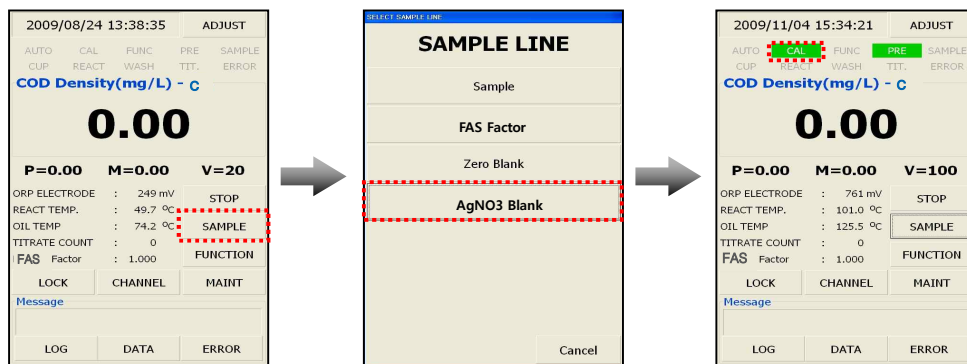 2009/08/24 13:38:35 ADJUST
AUTO CAL FUNC PRE SAMPLE
CUP REACT WASH TIT. ERROR
COD Density(mg/L) - C
0.00
P=0.00 M=0.00 V=20
ORP ELECTRODE : 249 mV
STOP
REACT TEMP. : 49.7 ºC
OIL TEMP : 74.2 ºC
SAMPLE
TITRATE COUNT : 0
FAS Factor : 1.000
FUNCTION
LOCK CHANNEL MAINT
Message
LOG DATA ERROR
SELECT SAMPLE LINE
SAMPLE LINE
Sample
FAS Factor
Zero Blank
AgNO3 Blank
Cancel
2009/11/04 15:34:21 ADJUST
AUTO CAL FUNC PRE SAMPLE
CUP REACT WASH TIT. ERROR
COD Density(mg/L) - C
0.00
P=0.00 M=0.00 V=100
ORP ELECTRODE : 761 mV
STOP
REACT TEMP. : 101.0 ºC
OIL TEMP : 125.5 ºC
SAMPLE
TITRATE COUNT : 0
FAS Factor : 1.000
FUNCTION
LOCK CHANNEL MAINT
Message
LOG DATA ERROR